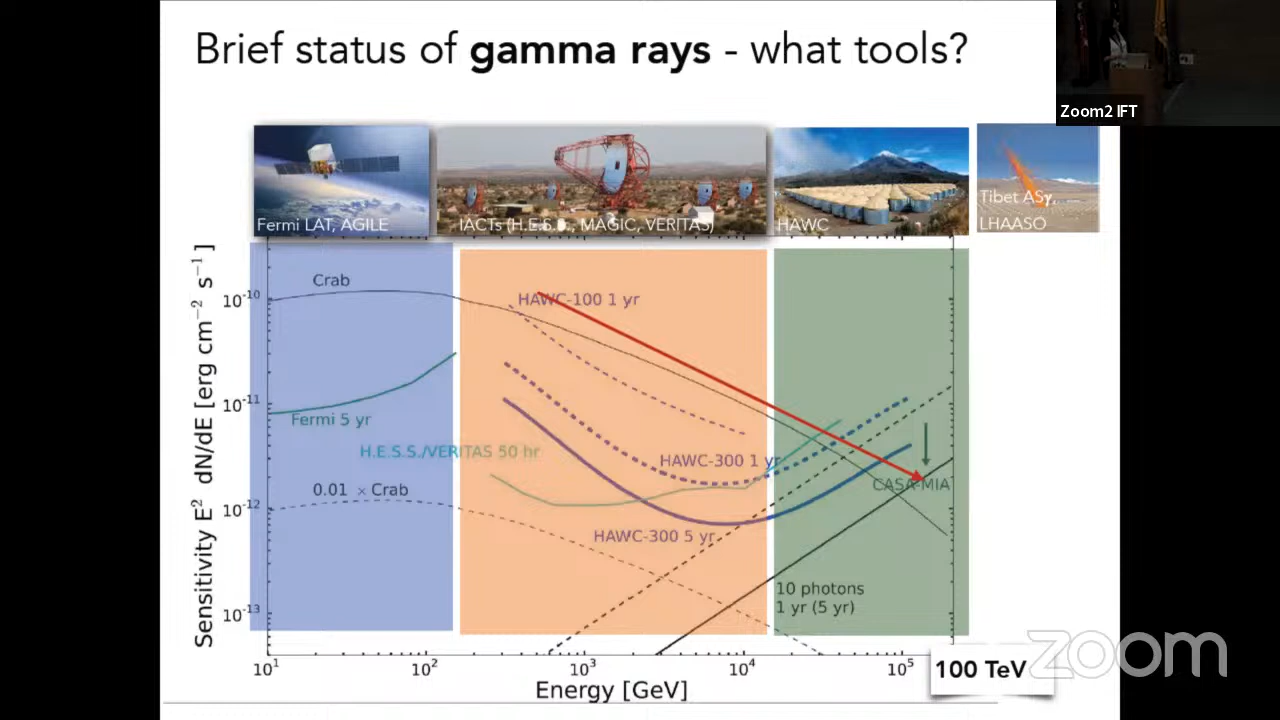 Brief status of gamma rays - what tools?
Zoom2 IFT
Fermi LAT, AGILE
IACTs (H.E.S.S., MAGIC, VERITAS)
HAWC
Tibet ASγ,
LHAASO
Sensitivity E² dN/dE [erg cm⁻² s⁻¹]
10⁻¹⁰
10⁻¹¹
10⁻¹²
10⁻¹³
Crab
HAWC-100 1 yr
Fermi 5 yr
H.E.S.S./VERITAS 50 hr
HAWC-300 1 yr
0.01 × Crab
CASA-MIA
HAWC-300 5 yr
10 photons
1 yr (5 yr)
10¹
10²
10³
10⁴
10⁵
100 TeV
Energy [GeV]
zoom